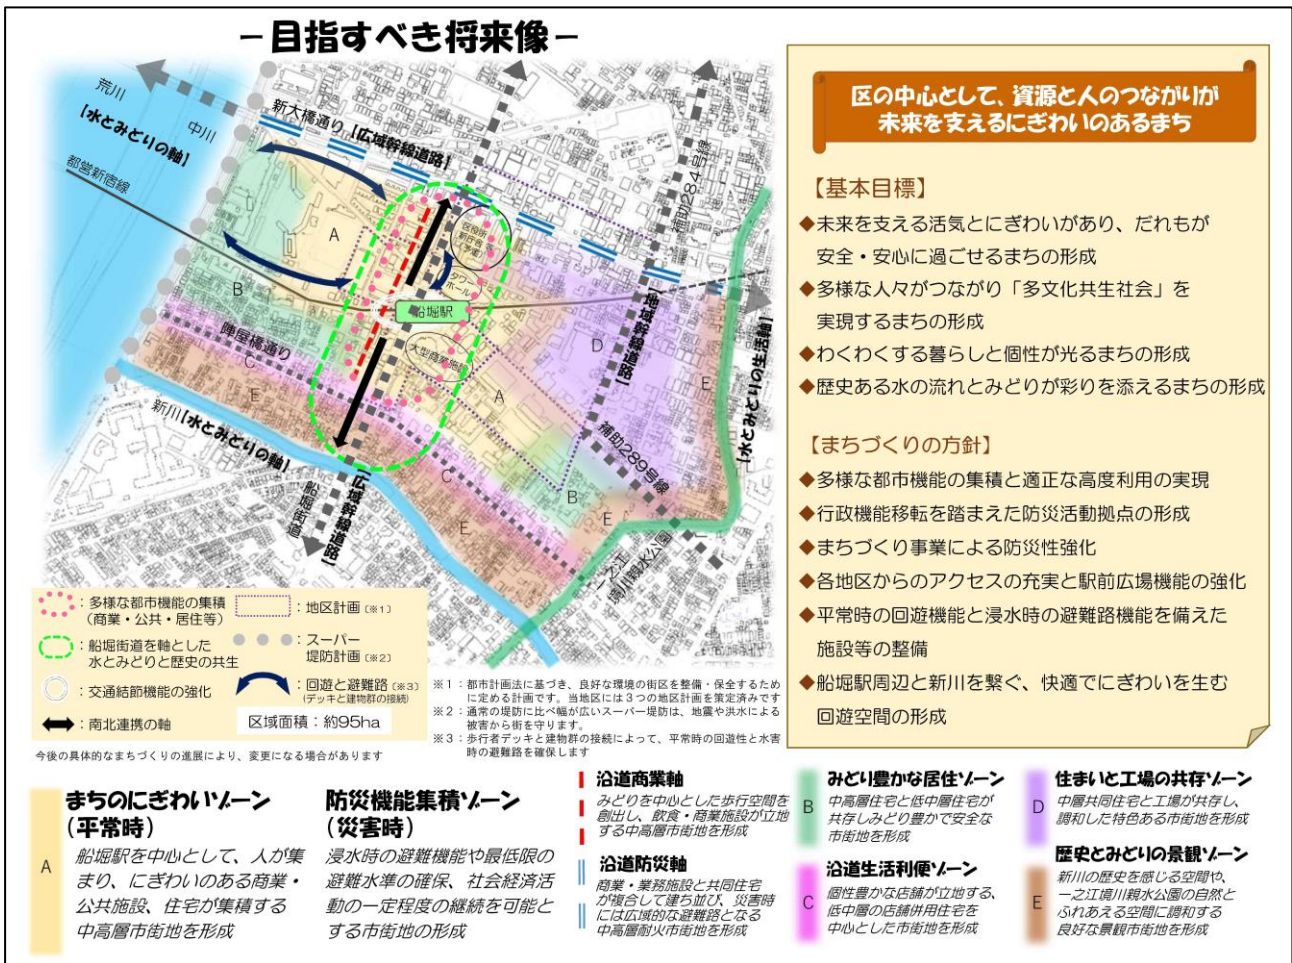 －目指すべき将来像－
荒川
中川
【水とみどりの軸】
都営新宿線
新大橋通り【広域幹線道路】
補助284号線
A
区役所
新庁舎
(予定)
タワー
ホール
船堀駅
大型商業施設
B
陣屋橋通り
C
E
新川【水とみどりの軸】
船堀街道
【広域幹線道路】
D
【地域幹線道路】
E
【水とみどりの生活軸】
A
補助289号線
B
C
E
E
一之江
境川親水公園
：多様な都市機能の集積
（商業・公共・居住等）
：船堀街道を軸とした
水とみどりと歴史の共生
：交通結節機能の強化
：南北連携の軸
：地区計画（※1）
：スーパー
堤防計画（※2）
：回遊と避難路（※3）
(デッキと建物群の接続)
区域面積：約95ha
今後の具体的なまちづくりの進展により、変更になる場合があります
※1：都市計画法に基づき、良好な環境の街区を整備・保全するため
に定める計画です。当地区には３つの地区計画を策定済みです
※2：通常の堤防に比べ幅が広いスーパー堤防は、地震や洪水による
被害から街を守ります。
※3：歩行者デッキと建物群の接続によって、平常時の回遊性と水害
時の避難路を確保します
区の中心として、資源と人のつながりが
未来を支えるにぎわいのあるまち
【基本目標】
◆未来を支える活気とにぎわいがあり、だれもが
安全・安心に過ごせるまちの形成
◆多様な人々がつながり「多文化共生社会」を
実現するまちの形成
◆わくわくする暮らしと個性が光るまちの形成
◆歴史ある水の流れとみどりが彩りを添えるまちの形成
【まちづくりの方針】
◆多様な都市機能の集積と適正な高度利用の実現
◆行政機能移転を踏まえた防災活動拠点の形成
◆まちづくり事業による防災性強化
◆各地区からのアクセスの充実と駅前広場機能の強化
◆平常時の回遊機能と浸水時の避難路機能を備えた
施設等の整備
◆船堀駅周辺と新川を繋ぐ、快適でにぎわいを生む
回遊空間の形成
A
まちのにぎわいゾーン
(平常時)
船堀駅を中心として、人が集
まり、にぎわいのある商業・
公共施設、住宅が集積する
中高層市街地を形成
防災機能集積ゾーン
(災害時)
浸水時の避難機能や最低限の
避難水準の確保、社会経済活
動の一定程度の継続を可能と
する市街地の形成
沿道商業軸
みどりを中心とした歩行空間を
創出し、飲食・商業施設が立地
する中高層市街地を形成
沿道防災軸
商業・業務施設と共同住宅
が複合して建ち並び、災害時
には広域的な避難路となる
中高層耐火市街地を形成
B
みどり豊かな居住ゾーン
中高層住宅と低中層住宅が
共存しみどり豊かで安全な
市街地を形成
C
沿道生活利便ゾーン
個性豊かな店舗が立地する、
低中層の店舗併用住宅を
中心とした市街地を形成
D
住まいと工場の共存ゾーン
中層共同住宅と工場が共存し、
調和した特色ある市街地を形成
E
歴史とみどりの景観ゾーン
新川の歴史を感じる空間や、
一之江境川親水公園の自然と
ふれあえる空間に調和する
良好な景観市街地を形成